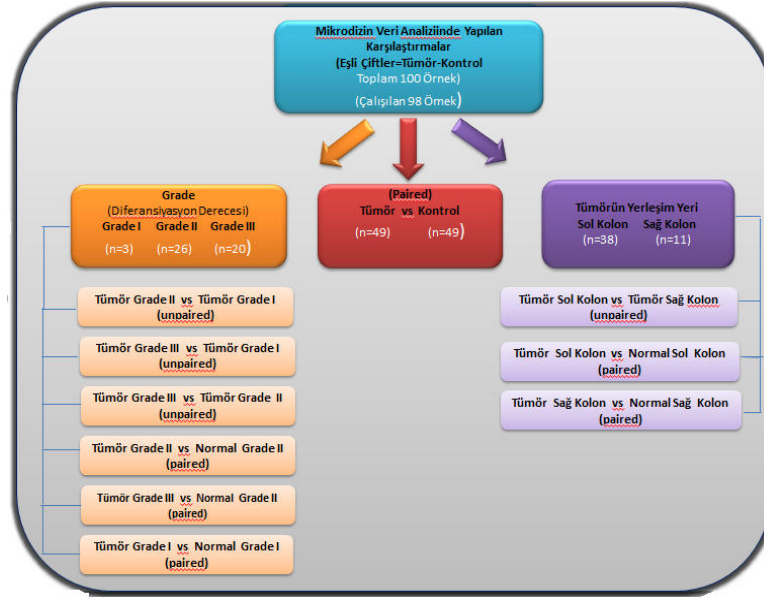 Mikrodizin Veri Analiziinde Yapılan
Karşılaştırmalar
(Eşli Çiftler=Tümör-Kontrol
Toplam 100 Örnek)
(Çalışılan 98 Örnek)
Grade
(Diferansiyasyon Derecesi)
Grade I Grade II Grade III
(n=3) (n=26) (n=20)
(Paired)
Tümör vs Kontrol
(n=49) (n=49)
Tümörün Yerleşim Yeri
Sol Kolon Sağ Kolon
(n=38) (n=11)
Tümör Grade II vs Tümör Grade I
(unpaired)
Tümör Grade III vs Tümör Grade I
(unpaired)
Tümör Grade III vs Tümör Grade II
(unpaired)
Tümör Grade II vs Normal Grade II
(paired)
Tümör Grade III vs Normal Grade II
(paired)
Tümör Grade I vs Normal Grade I
(paired)
Tümör Sol Kolon vs Tümör Sağ Kolon
(unpaired)
Tümör Sol Kolon vs Normal Sol Kolon
(paired)
Tümör Sağ Kolon vs Normal Sağ Kolon
(paired)